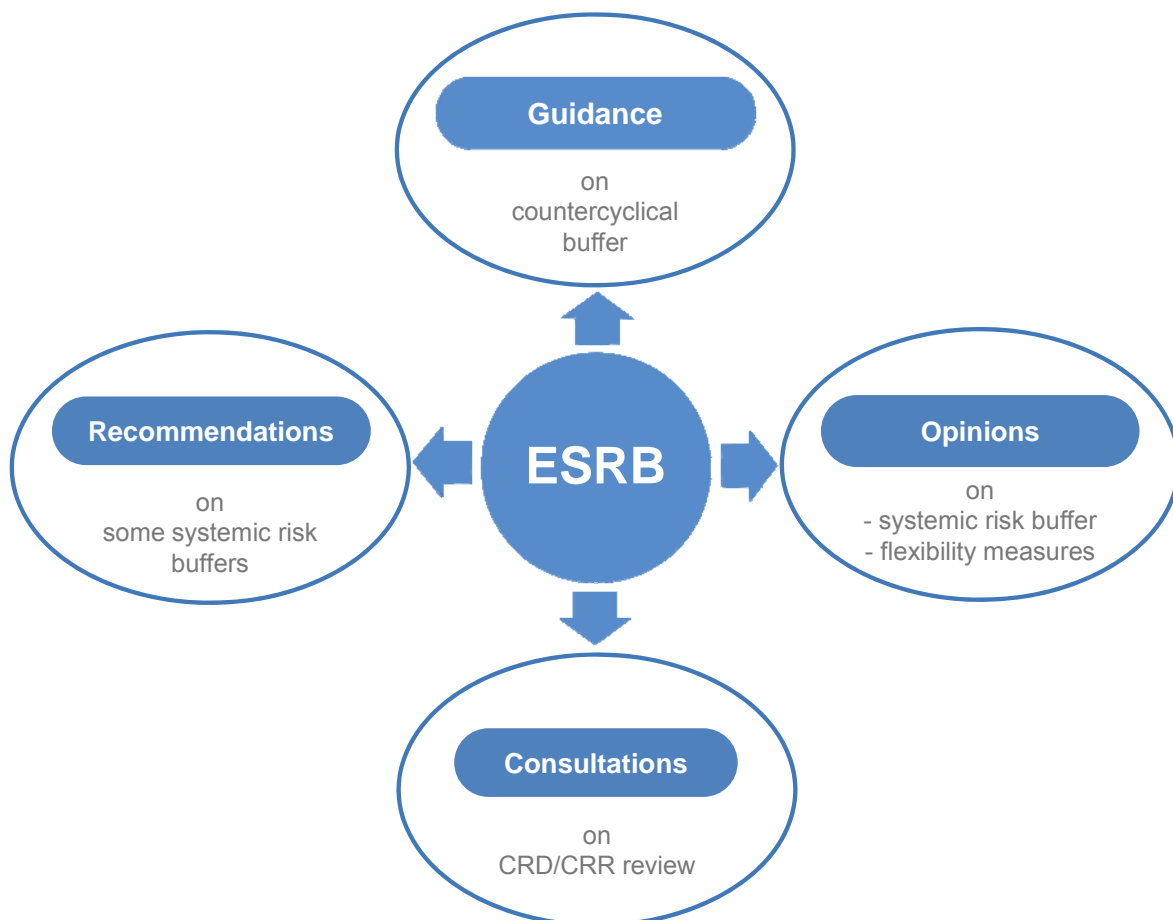 Guidance
on
countercyclical
buffer
Recommendations
on
some systemic risk
buffers
ESRB
Opinions
on
- systemic risk buffer
- flexibility measures
Consultations
on
CRD/CRR review